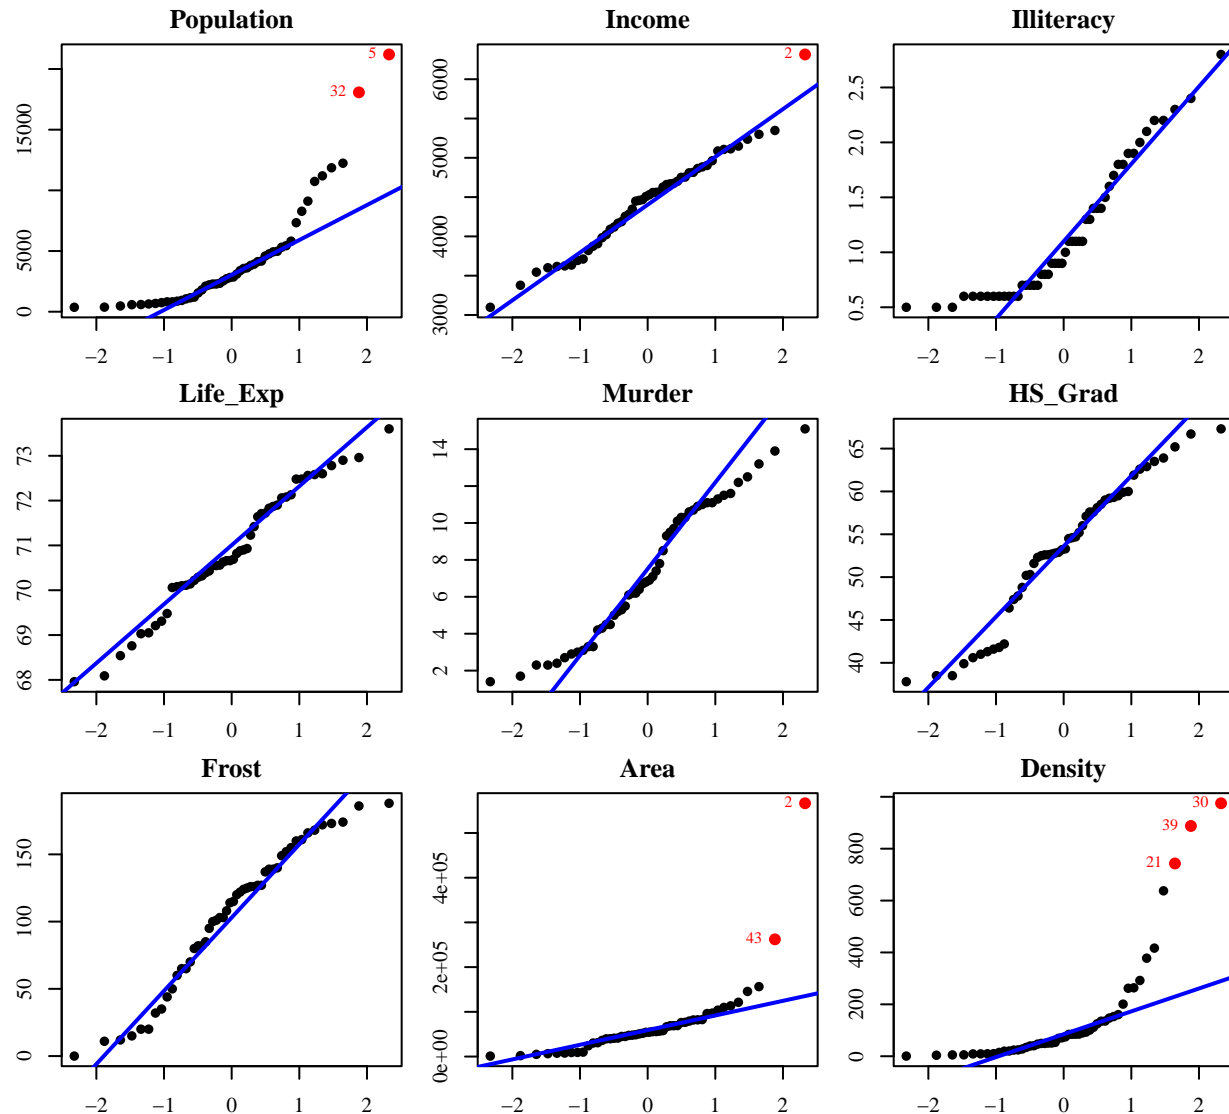 Population
5
32
15000
5000
0
−2 −1 0 1 2
Income
2
6000
5000
4000
3000
−2 −1 0 1 2
Illiteracy
2.5
2.0
1.5
1.0
0.5
−2 −1 0 1 2
Life_Exp
73
72
71
70
69
68
−2 −1 0 1 2
Murder
14
10
8
6
4
2
−2 −1 0 1 2
HS_Grad
65
60
55
50
45
40
−2 −1 0 1 2
Frost
150
100
50
0
−2 −1 0 1 2
Area
2
4e+05
43
2e+05
0e+00
−2 −1 0 1 2
Density
30
39
21
800
600
400
200
0
−2 −1 0 1 2